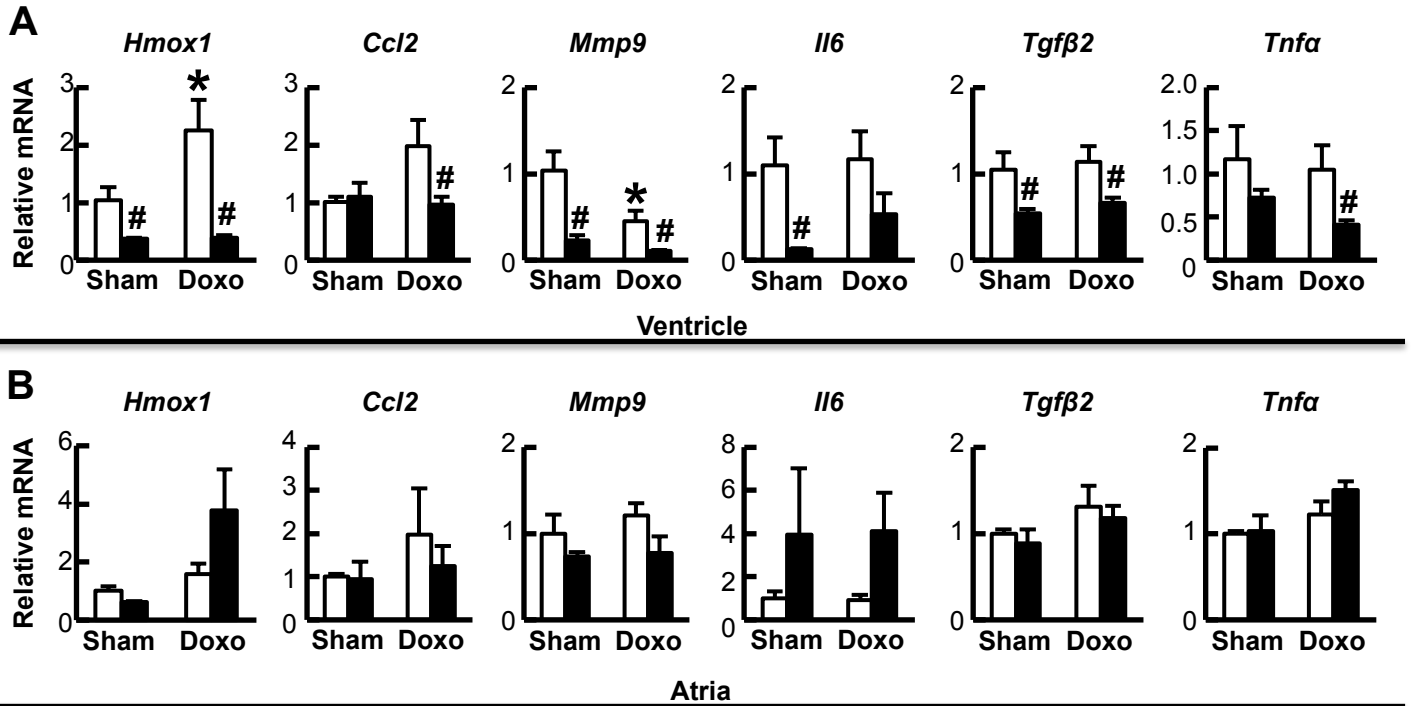 A
Hmox1 Ccl2 Mmp9 Il6 Tgfβ2 Tnfα
Relative mRNA
3 2 1 0 * # #
3 2 1 0 #
2 1 0 # * #
2 1 0 #
2 1 0 # #
2.0 1.5 1.0 0.5 0 #
Sham Doxo Sham Doxo Sham Doxo Sham Doxo Sham Doxo Sham Doxo
Ventricle
B
Hmox1 Ccl2 Mmp9 Il6 Tgfβ2 Tnfα
Relative mRNA
6 4 2 0
4 3 2 1 0
2 1 0
8 6 4 2 0
2 1 0
2 1 0
Sham Doxo Sham Doxo Sham Doxo Sham Doxo Sham Doxo Sham Doxo
Atria